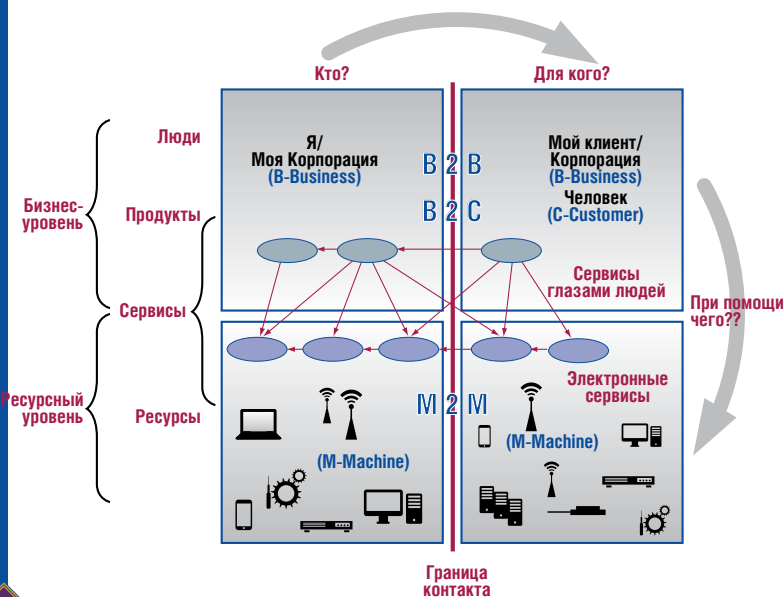 Кто?
Для кого?
Люди
Я/
Моя Корпорация
(B-Business)
B 2 B
Мой клиент/
Корпорация
(B-Business)
Человек
(C-Customer)
B 2 C
Бизнес-
уровень
Продукты
Сервисы
глазами людей
При помощи
чего??
Сервисы
Электронные
сервисы
Ресурсный
уровень
Ресурсы
M 2 M
(M-Machine)
(M-Machine)
Граница
контакта